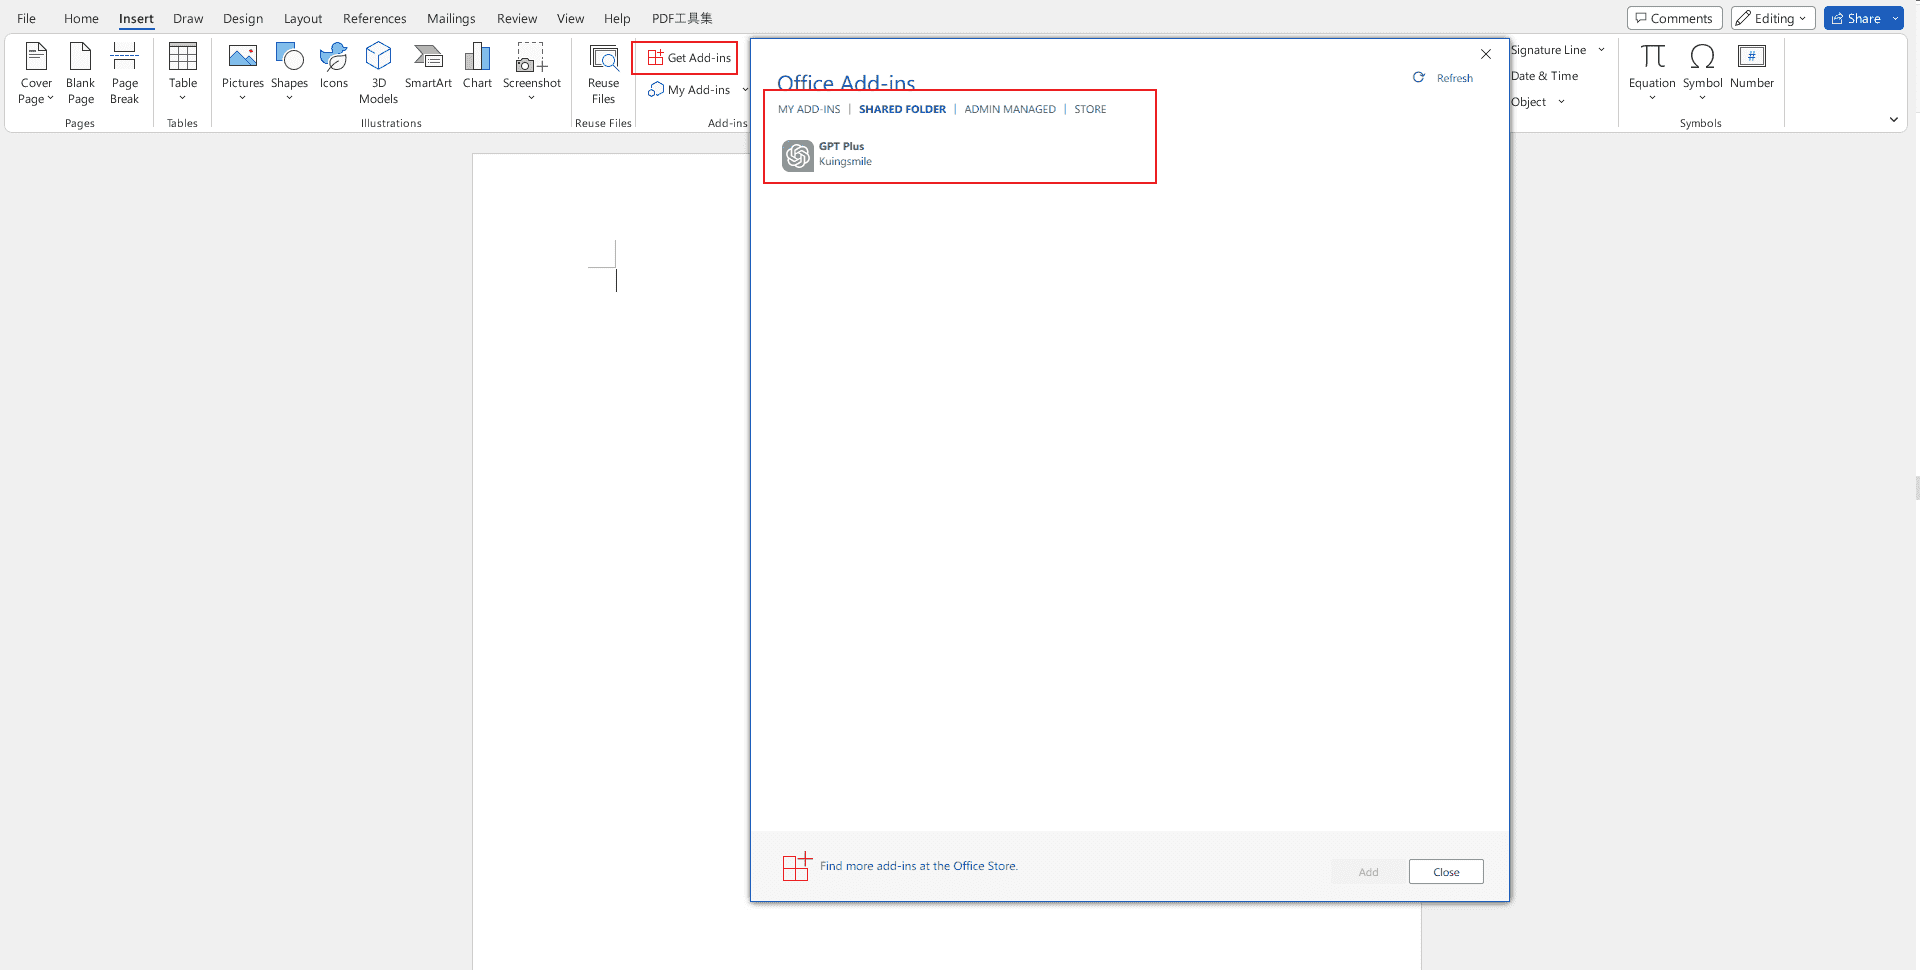 File Home Insert Draw Design Layout References Mailings Review View Help PDF工具集 Comments Editing Share
Cover Page
Blank Page
Page Break
Pages
Table
Tables
Pictures
Shapes
Icons
3D Models
SmartArt
Chart
Screenshot
Illustrations
Reuse Files
Reuse Files
Get Add-ins
My Add-ins
Add-ins
Signature Line
Date & Time
Object
Equation
Symbol
Number
Symbols
Office Add-ins
Refresh
MY ADD-INS | SHARED FOLDER | ADMIN MANAGED | STORE
GPT Plus
Kuingsmile
Find more add-ins at the Office Store.
Add
Close